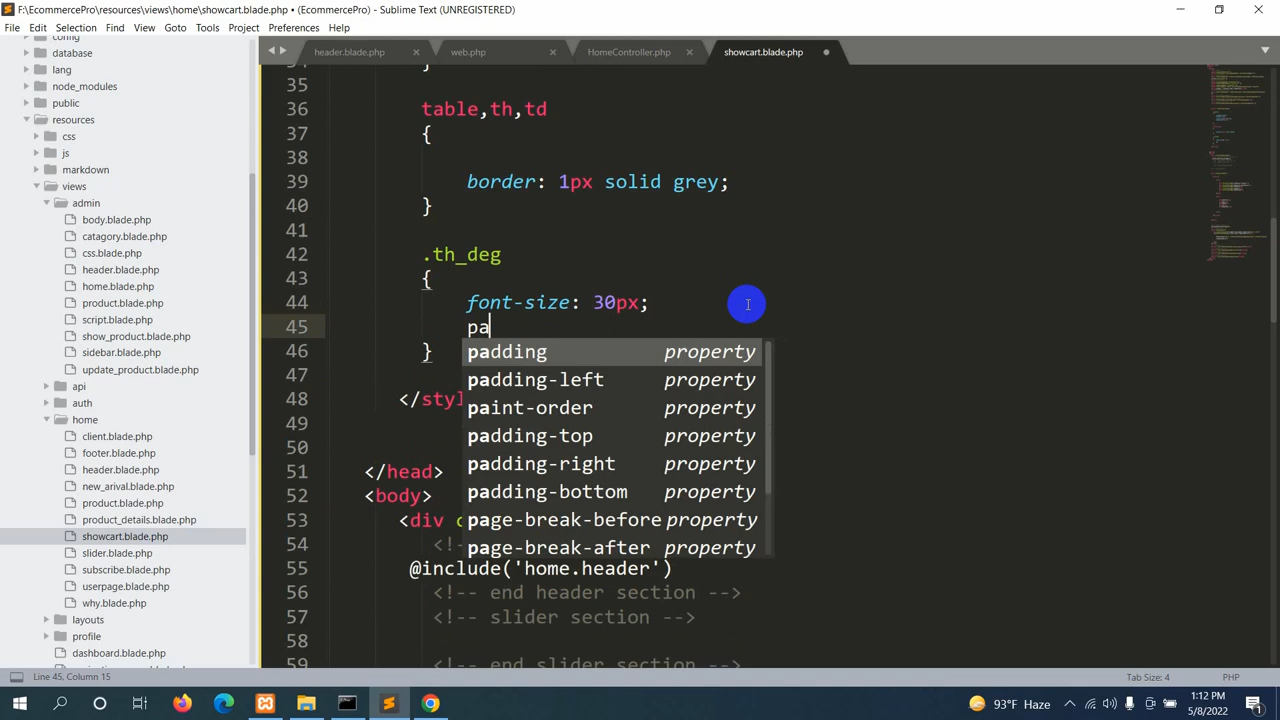 F:\EcommercePro\resources\views\home\showcart.blade.php • (EcommercePro) - Sublime Text (UNREGISTERED)
File Edit Selection Find View Goto Tools Project Preferences Help
config
database
lang
node_modules
public
resources
css
js
markdown
views
admin
body.blade.php
catagory.blade.php
css.blade.php
header.blade.php
home.blade.php
product.blade.php
script.blade.php
show_product.blade.php
sidebar.blade.php
update_product.blade.php
api
auth
home
client.blade.php
footer.blade.php
header.blade.php
new_arival.blade.php
product.blade.php
product_details.blade.php
showcart.blade.php
slider.blade.php
subscribe.blade.php
userpage.blade.php
why.blade.php
layouts
profile
dashboard.blade.php
header.blade.php web.php HomeController.php showcart.blade.php
34 }
35
36 table,th,td
37 {
38
39 border: 1px solid grey;
40 }
41
42 .th_deg
43 {
44 font-size: 30px;
45 pa
46 }
47
48 </styl
49
50
51 </head>
52 <body>
53 <div c
54 <!-
55 @include('home.header')
56 <!-- end header section -->
57 <!-- slider section -->
58
59 <!-- end slider section -->
padding property
padding-left property
paint-order property
padding-top property
padding-right property
padding-bottom property
page-break-before property
page-break-after property
Line 45, Column 15 Tab Size: 4 PHP
93°F Haze
1:12 PM
5/8/2022
1